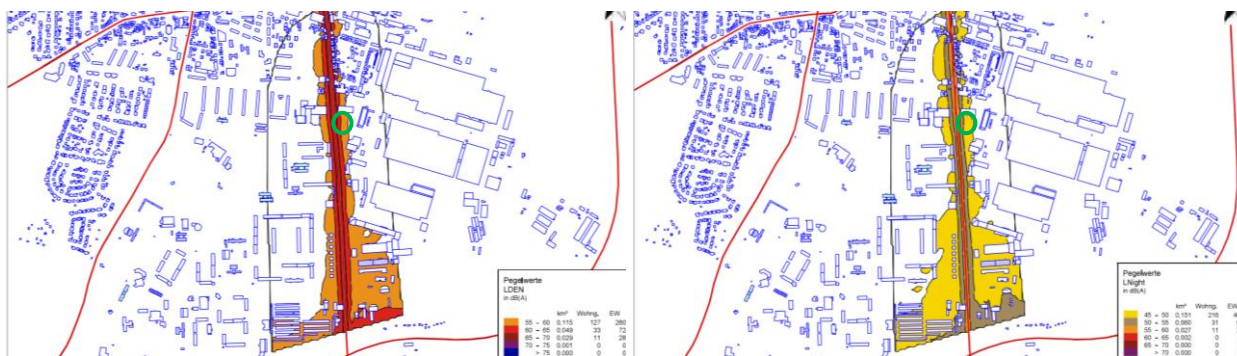 Pegelwerte
LDEN
in dB(A)
km² Wohng. EW
55 - 60 0,115 127 280
60 - 65 0,049 33 72
65 - 70 0,029 11 28
70 - 75 0,001 0 0
> 75 0,000 0 0
Pegelwerte
LNight
in dB(A)
km² Wohng. EW
45 - 50 0,151 216
50 - 55 0,060 31
55 - 60 0,027 11
60 - 65 0,002 0
65 - 70 0,000 0
> 70 0,000 0